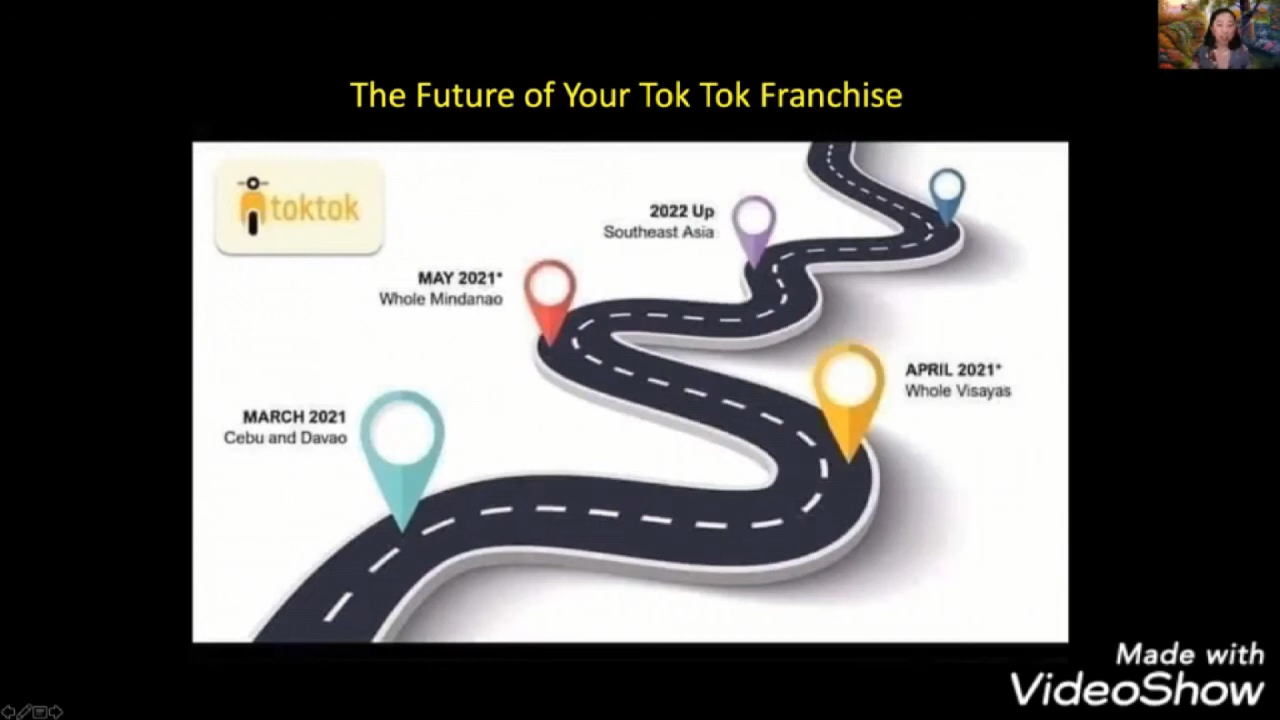 The Future of Your Tok Tok Franchise
toktok
2022 Up
Southeast Asia
MAY 2021*
Whole Mindanao
APRIL 2021*
Whole Visayas
MARCH 2021
Cebu and Davao
Made with
VideoShow